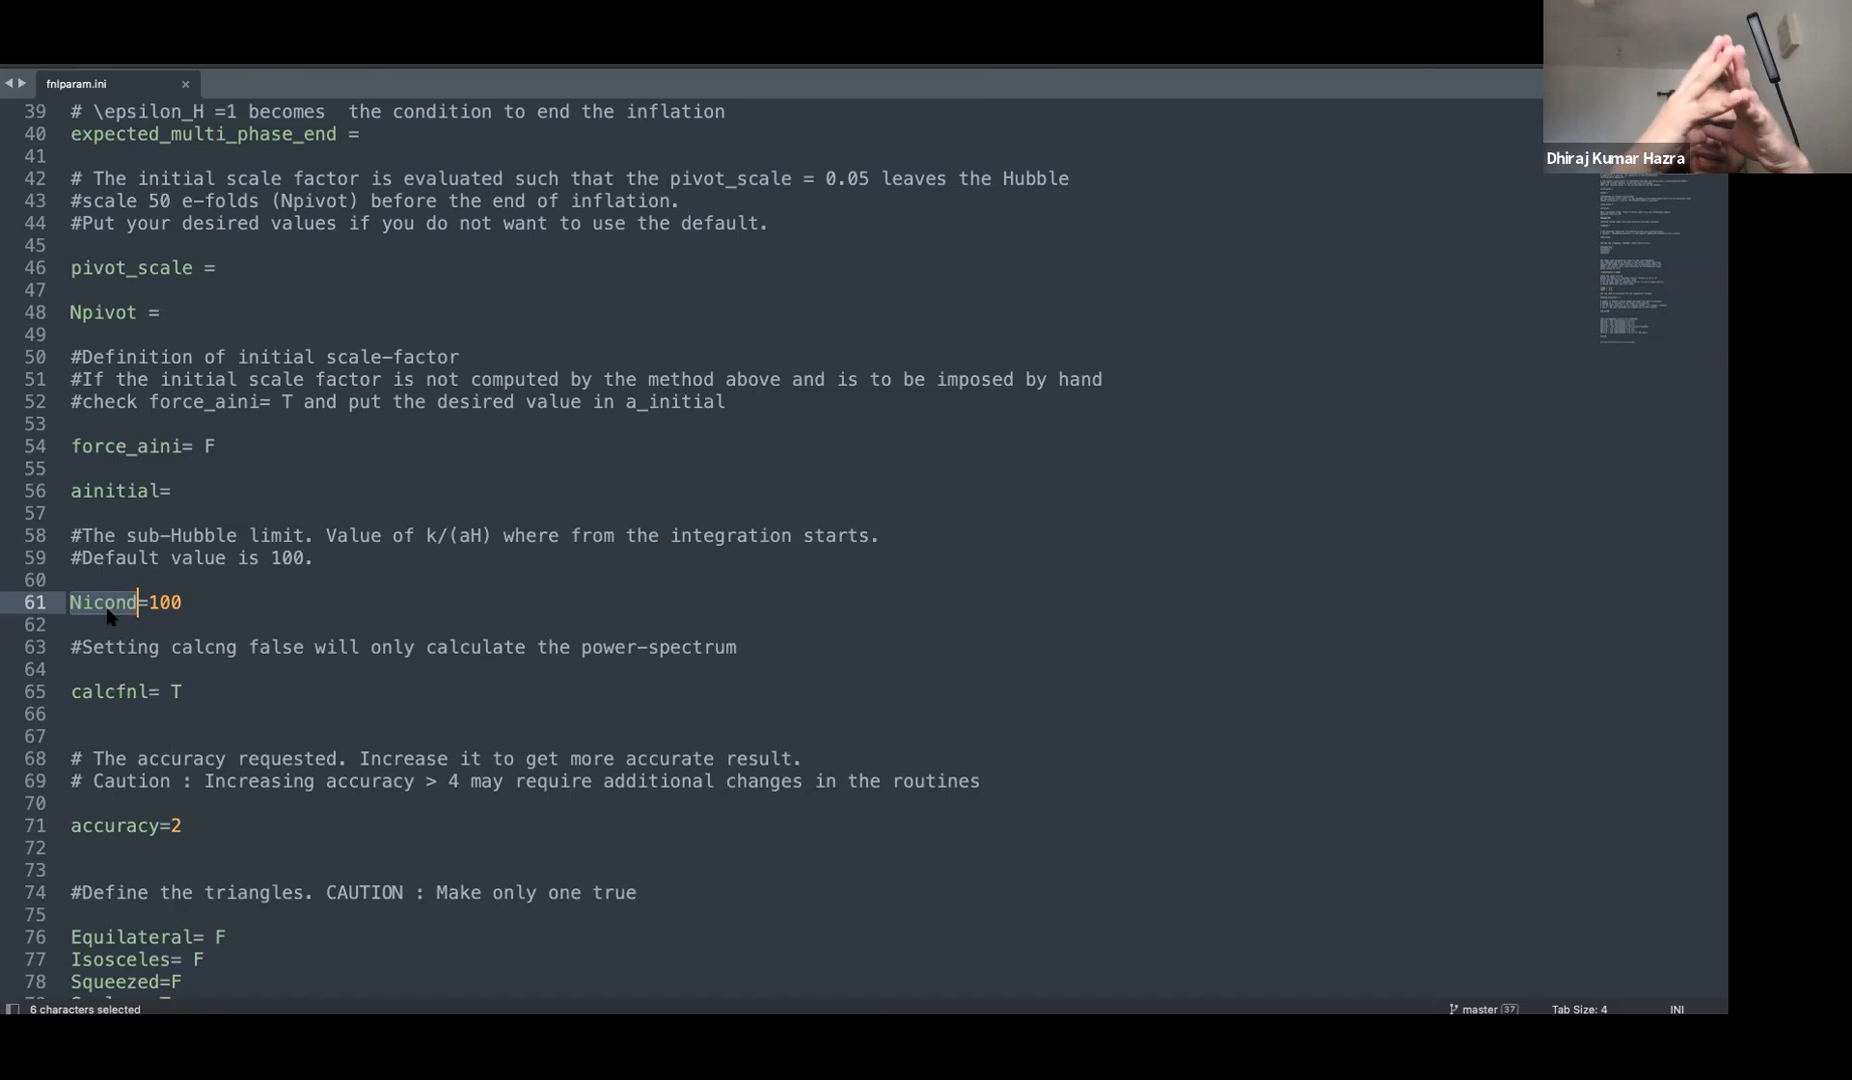 fnlparam.ini ×
Dhiraj Kumar Hazra
39 # \epsilon_H =1 becomes  the condition to end the inflation
40 expected_multi_phase_end =
41
42 # The initial scale factor is evaluated such that the pivot_scale = 0.05 leaves the Hubble
43 #scale 50 e-folds (Npivot) before the end of inflation.
44 #Put your desired values if you do not want to use the default.
45
46 pivot_scale =
47
48 Npivot =
49
50 #Definition of initial scale-factor
51 #If the initial scale factor is not computed by the method above and is to be imposed by hand
52 #check force_aini= T and put the desired value in a_initial
53
54 force_aini= F
55
56 ainitial=
57
58 #The sub-Hubble limit. Value of k/(aH) where from the integration starts.
59 #Default value is 100.
60
61 Nicond=100
62
63 #Setting calcng false will only calculate the power-spectrum
64
65 calcfnl= T
66
67
68 # The accuracy requested. Increase it to get more accurate result.
69 # Caution : Increasing accuracy > 4 may require additional changes in the routines
70
71 accuracy=2
72
73
74 #Define the triangles. CAUTION : Make only one true
75
76 Equilateral= F
77 Isosceles= F
78 Squeezed=F
6 characters selected
master 37 Tab Size: 4 INI